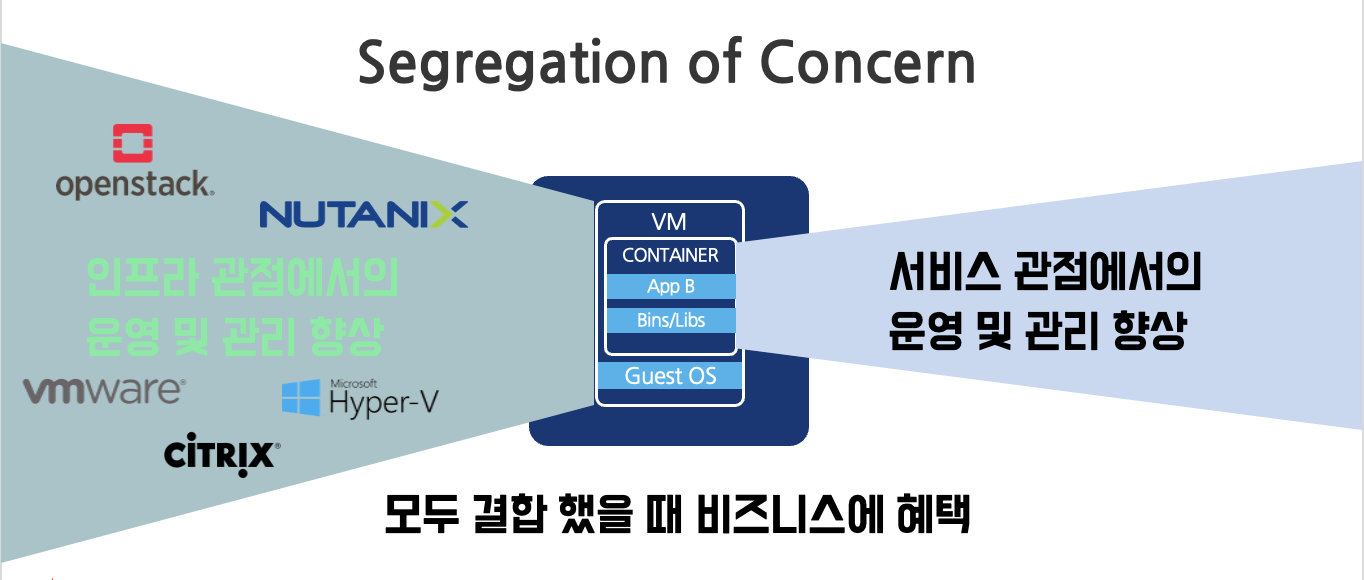 Segregation of Concern
openstack®
NUTANIX
인프라 관점에서의
운영 및 관리 향상
vmware®
Microsoft
Hyper-V
CİTRIX®
VM
CONTAINER
App B
Bins/Libs
Guest OS
서비스 관점에서의
운영 및 관리 향상
모두 결합 했을 때 비즈니스에 혜택